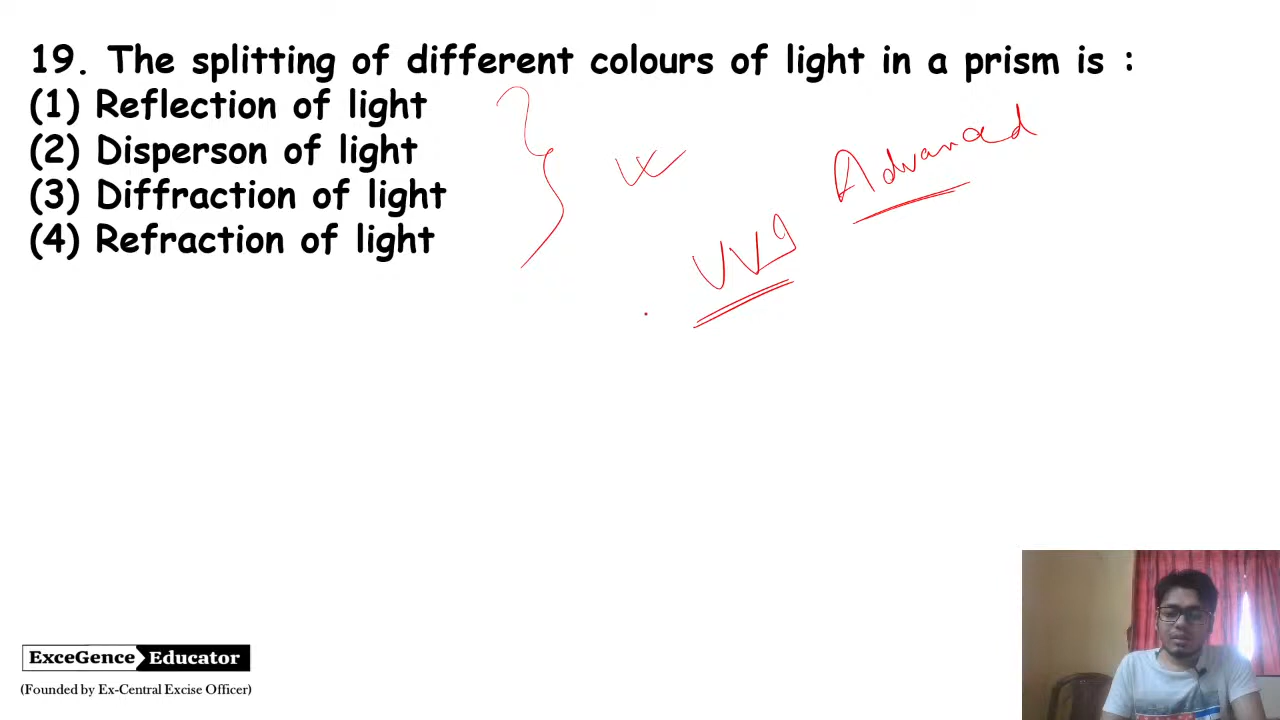 19. The splitting of different colours of light in a prism is :
(1) Reflection of light
(2) Disperson of light
(3) Diffraction of light
(4) Refraction of light
Advanced
VVI
ExceGence Educator
(Founded by Ex-Central Excise Officer)